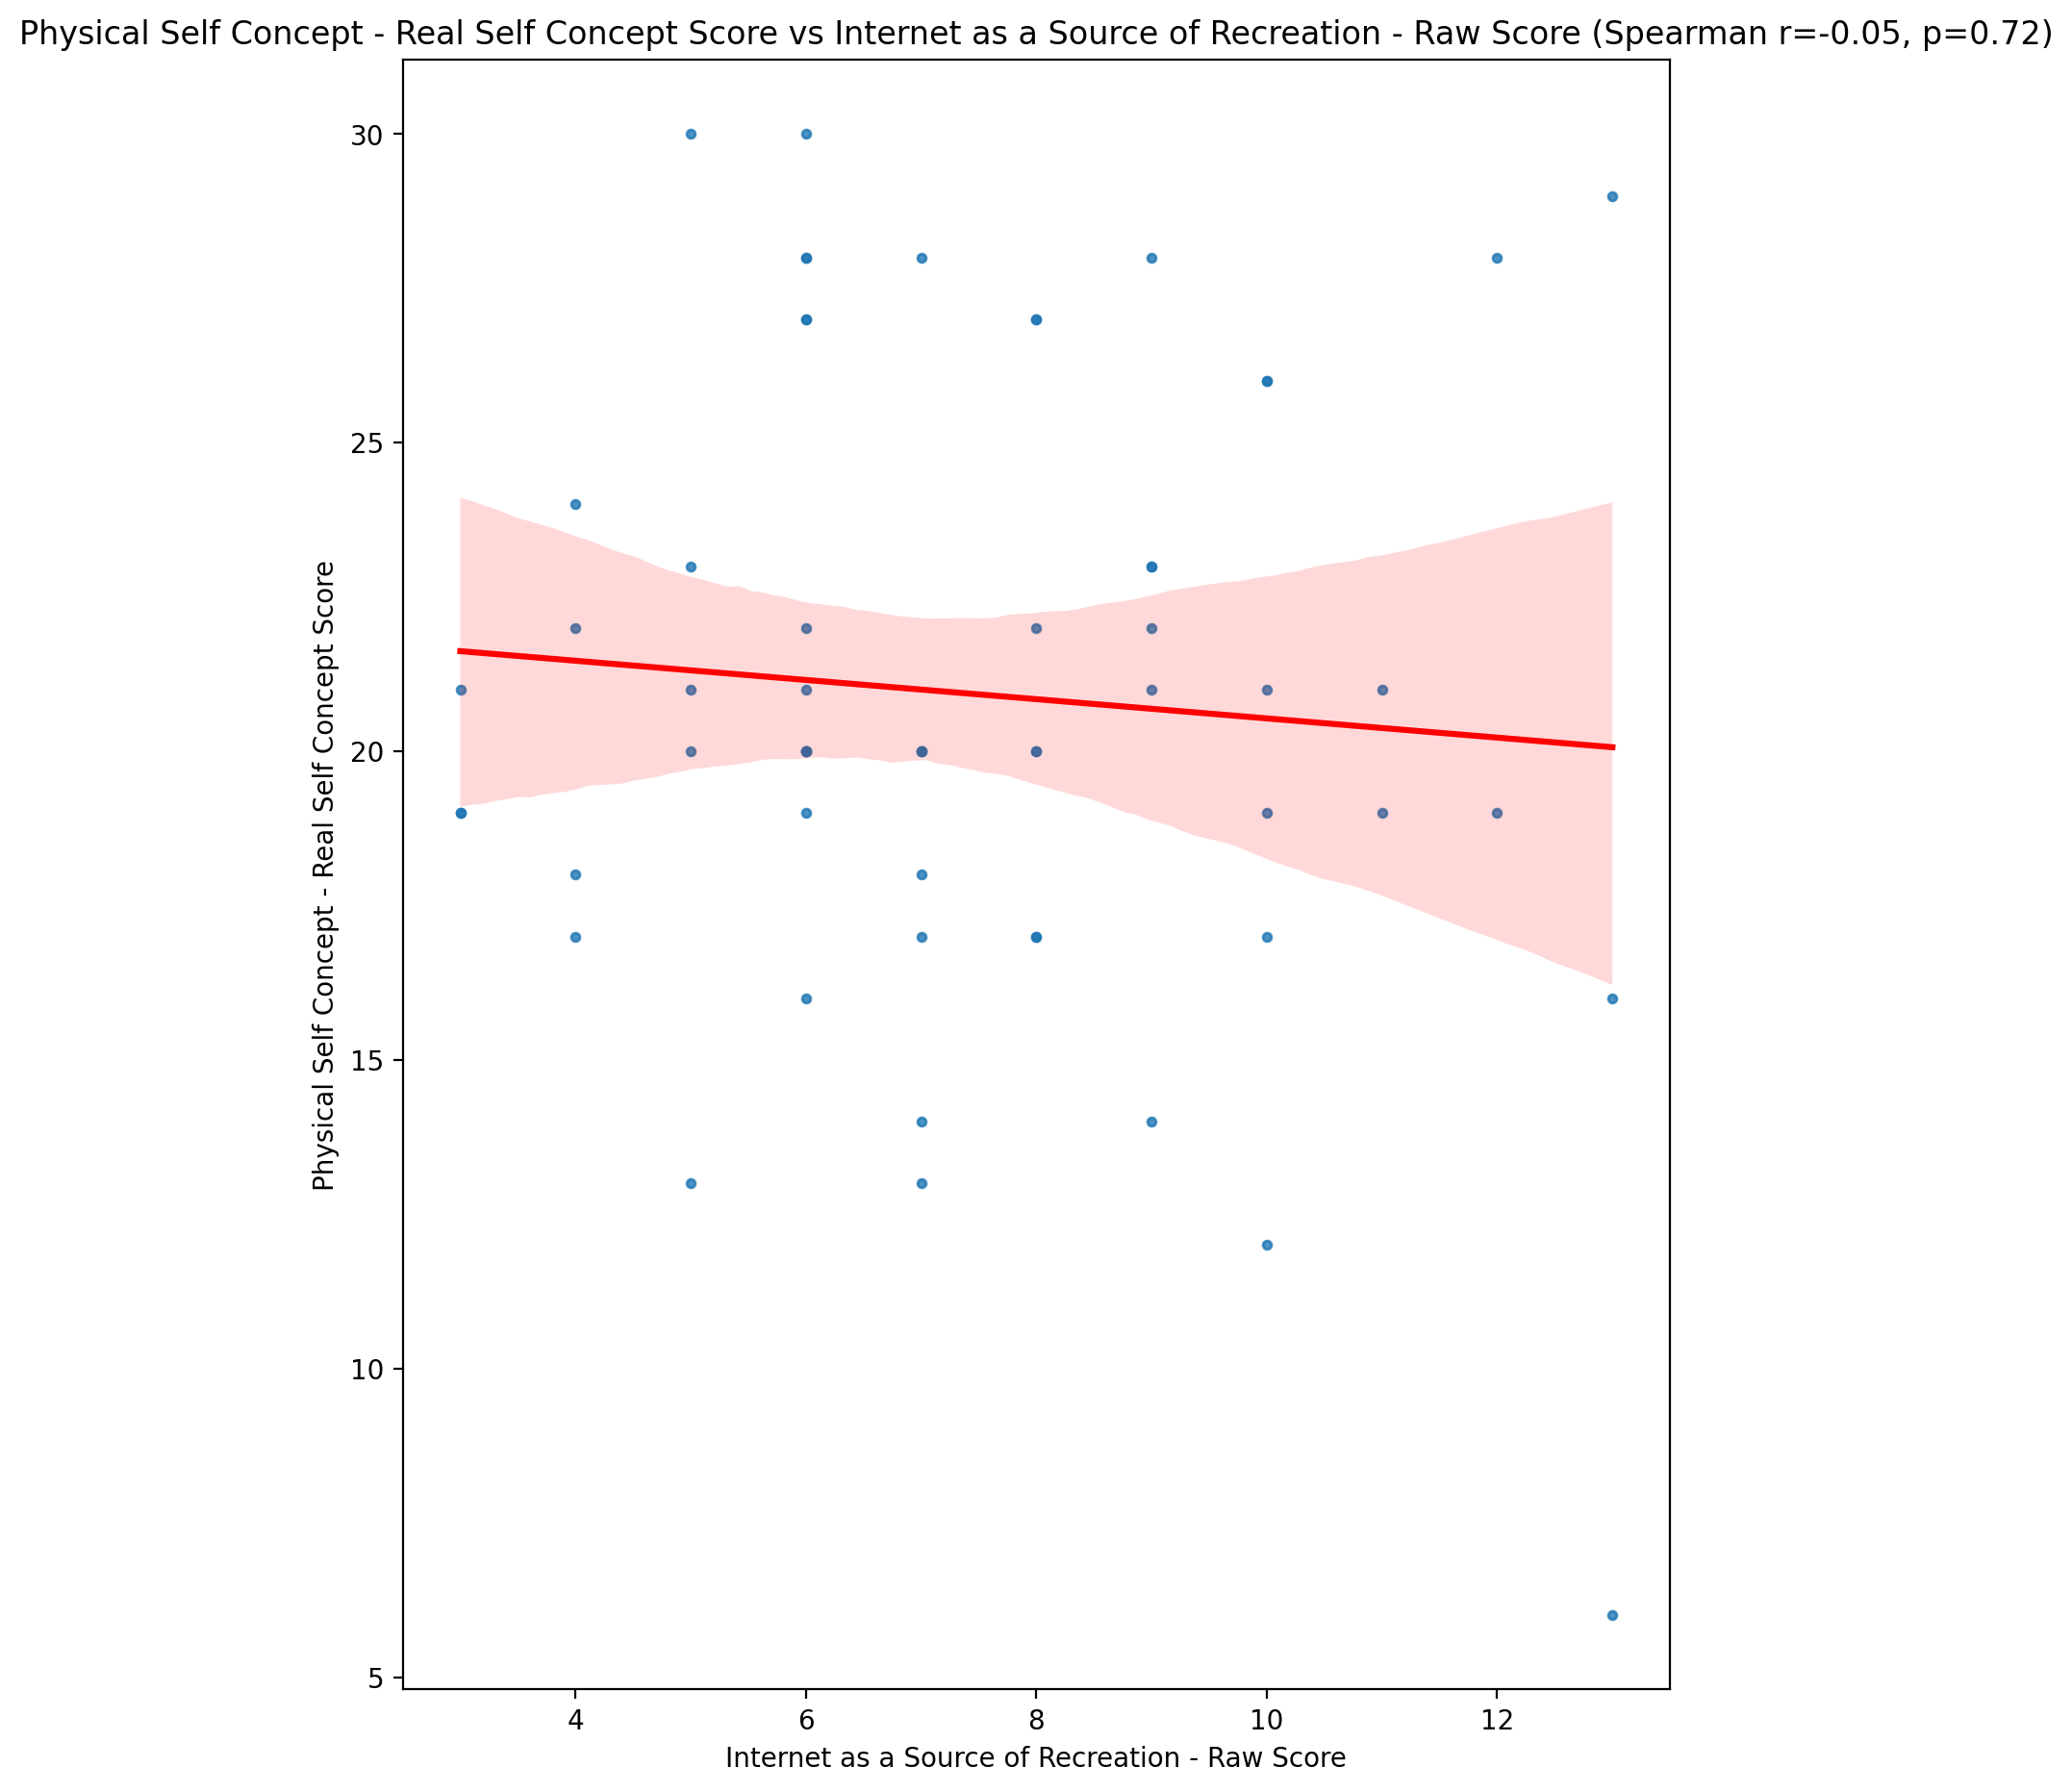 Physical Self Concept - Real Self Concept Score vs Internet as a Source of Recreation - Raw Score (Spearman r=-0.05, p=0.72)
Physical Self Concept - Real Self Concept Score
30
25
20
15
10
5
4 6 8 10 12
Internet as a Source of Recreation - Raw Score